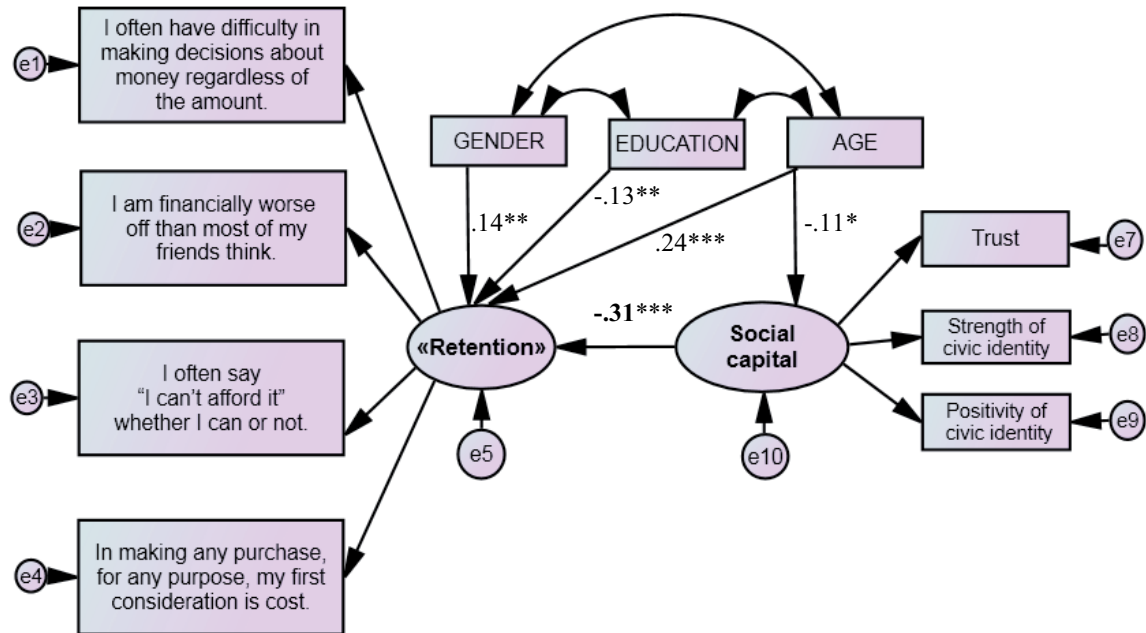 I often have difficulty in
making decisions about
money regardless of
the amount.
e1
GENDER
EDUCATION
AGE
I am financially worse
off than most of my
friends think.
e2
.14**
-.13**
.24***
-.11*
Trust
e7
-.31***
«Retention»
Social
capital
Strength of
civic identity
e8
I often say
“I can’t afford it”
whether I can or not.
e3
Positivity of
civic identity
e9
e5
e10
In making any purchase,
for any purpose, my first
consideration is cost.
e4